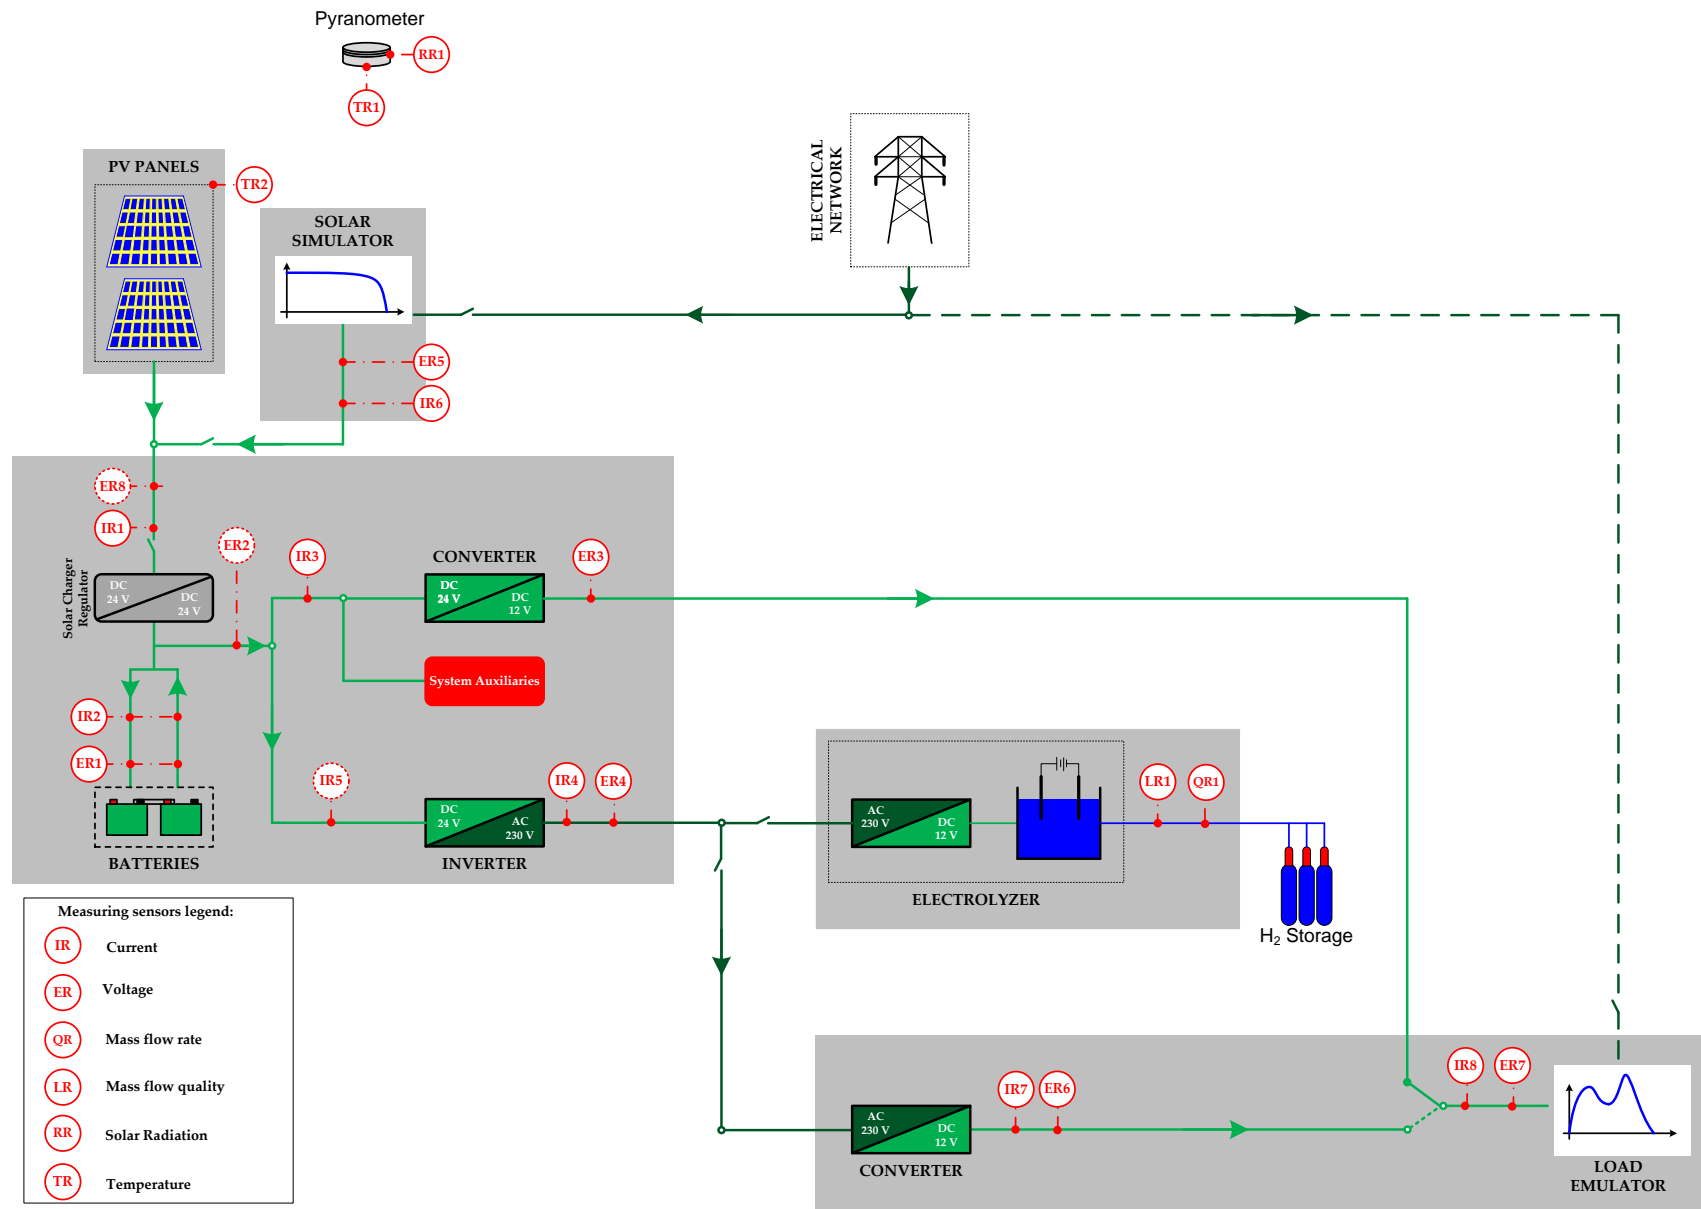 Pyranometer
RR1
TR1
PV PANELS
TR2
SOLAR
SIMULATOR
ELECTRICAL
NETWORK
ER5
IR6
ER8
IR1
ER2
IR3
CONVERTER
ER3
Solar Charger
Regulator
DC
24 V
DC
24 V
DC
24 V
DC
12 V
System Auxiliaries
IR2
ER1
IR5
IR4
ER4
LR1
QR1
DC
24 V
AC
230 V
AC
230 V
DC
12 V
BATTERIES
INVERTER
ELECTROLYZER
H2 Storage
Measuring sensors legend:
IR Current
ER Voltage
QR Mass flow rate
LR Mass flow quality
RR Solar Radiation
TR Temperature
IR7
ER6
IR8
ER7
AC
230 V
DC
12 V
CONVERTER
LOAD
EMULATOR